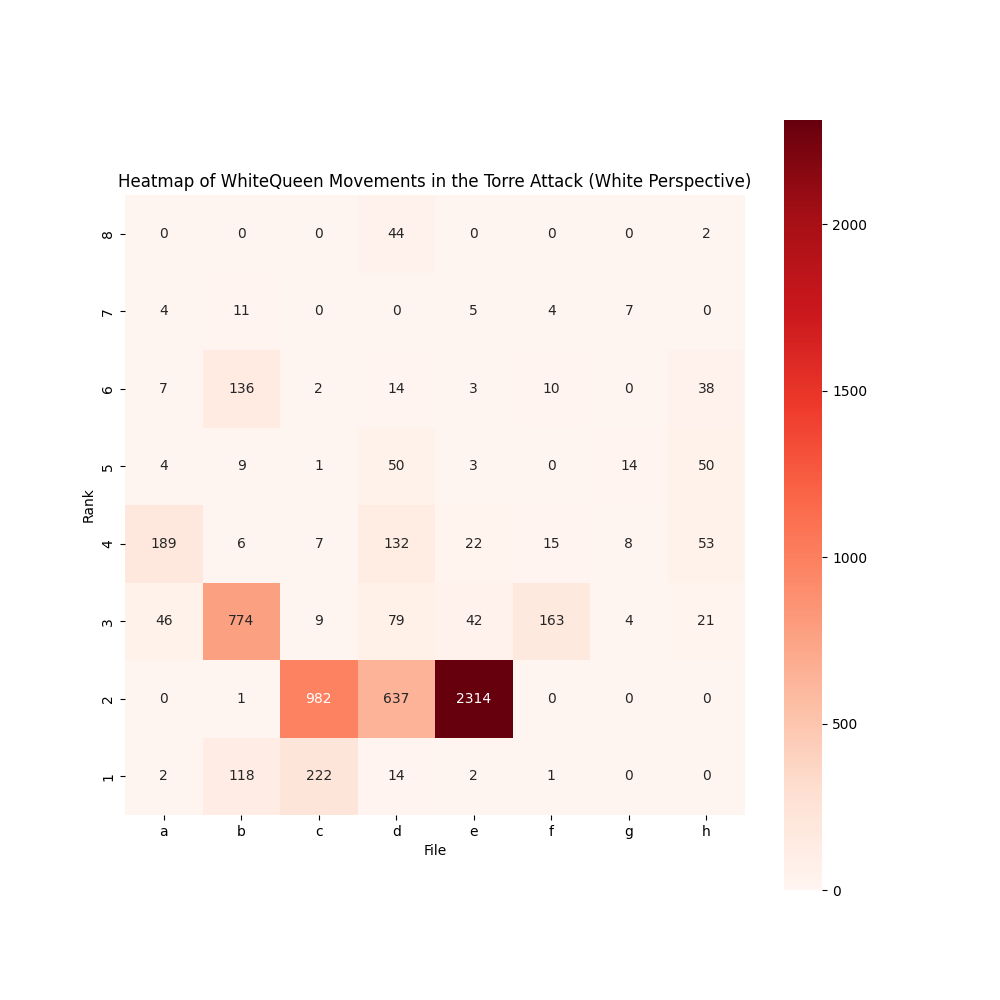 Heatmap of WhiteQueen Movements in the Torre Attack (White Perspective)
8 0 0 0 44 0 0 0 2
7 4 11 0 0 5 4 7 0
6 7 136 2 14 3 10 0 38
5 4 9 1 50 3 0 14 50
4 189 6 7 132 22 15 8 53
3 46 774 9 79 42 163 4 21
2 0 1 982 637 2314 0 0 0
1 2 118 222 14 2 1 0 0
a b c d e f g h
File
Rank
2000
1500
1000
500
0